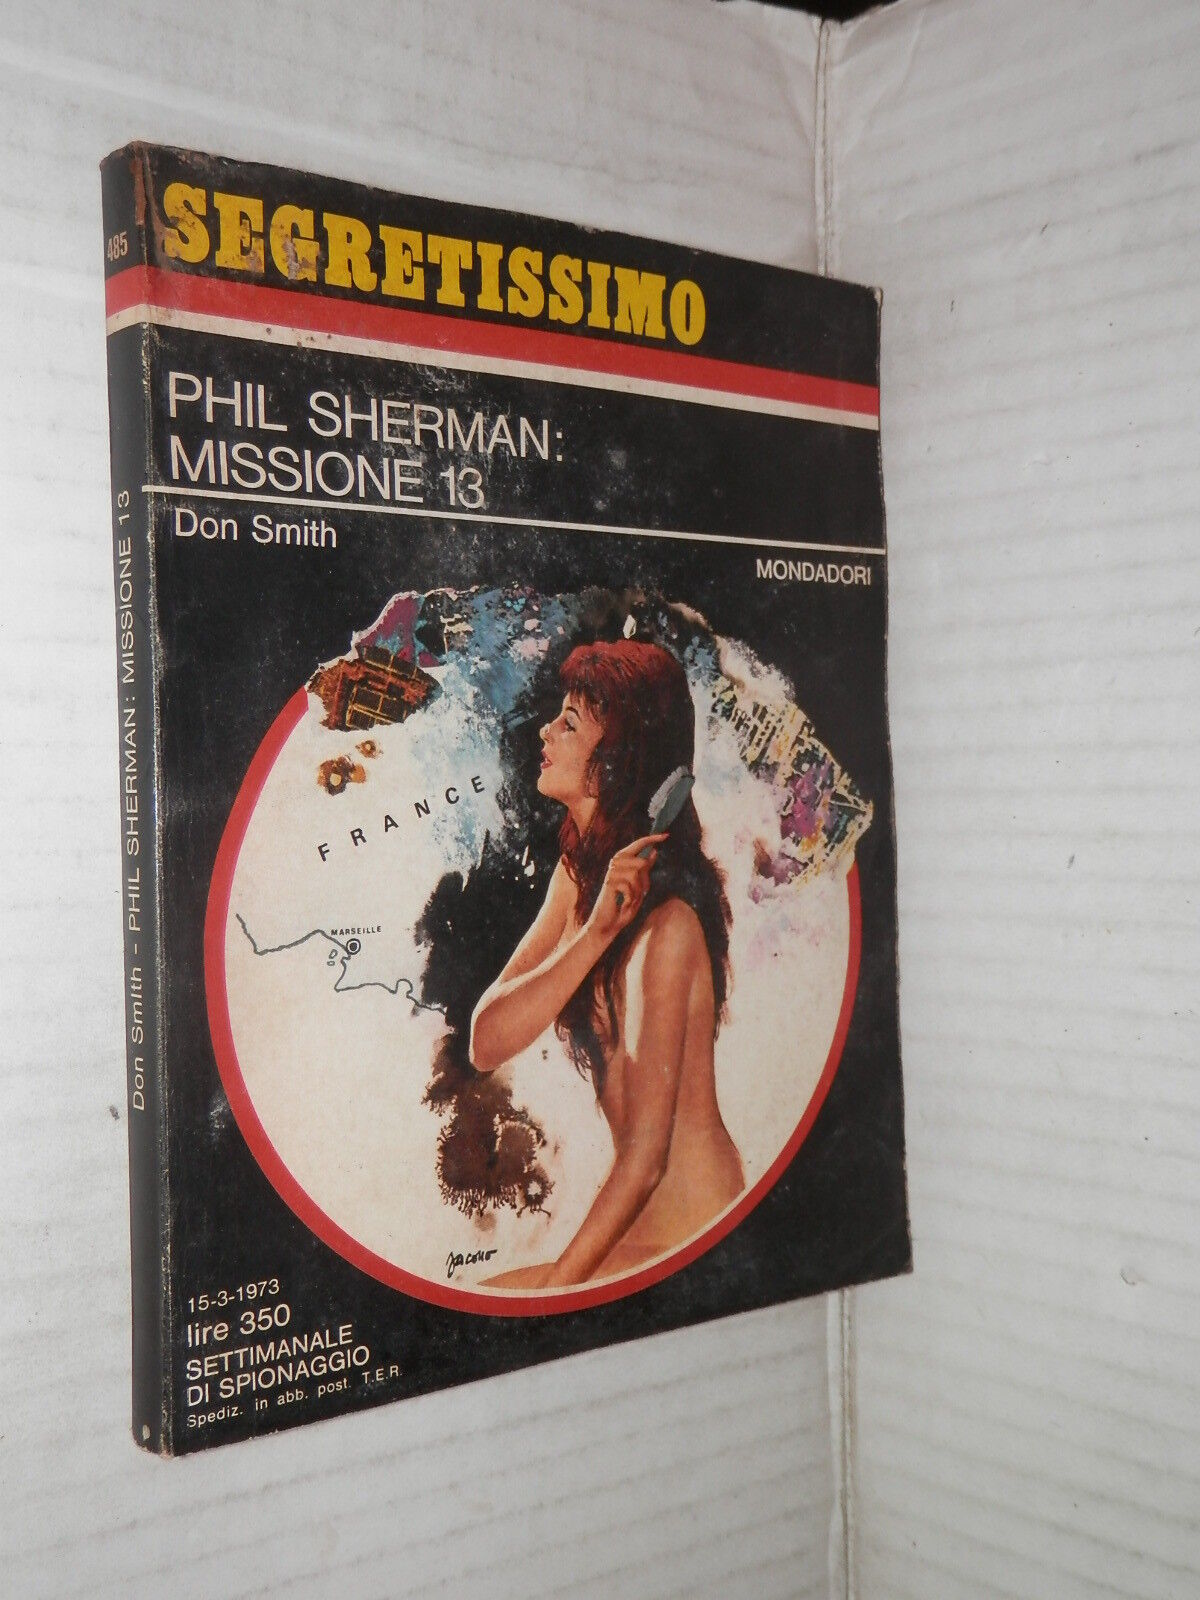 485
Don Smith - PHIL SHERMAN: MISSIONE 13
SEGRETISSIMO
PHIL SHERMAN:
MISSIONE 13
Don Smith
MONDADORI
FRANCE
MARSEILLE
Jacono
15-3-1973
lire 350
SETTIMANALE
DI SPIONAGGIO
Spediz. in abb. post. T.E.R.